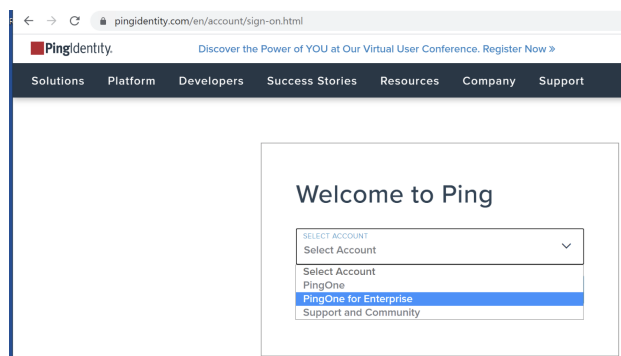 pingidentity.com/en/account/sign-on.html
PingIdentity.
Discover the Power of YOU at Our Virtual User Conference. Register Now »
Solutions Platform Developers Success Stories Resources Company Support
Welcome to Ping
SELECT ACCOUNT
Select Account
Select Account
PingOne
PingOne for Enterprise
Support and Community